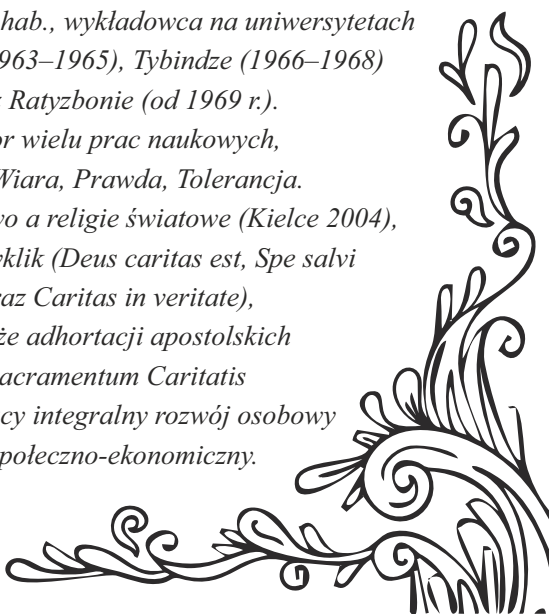 hab., wykładowca na uniwersytetach
963–1965), Tybindze (1966–1968)
Ratyzbonie (od 1969 r.).
or wielu prac naukowych,
Wiara, Prawda, Tolerancja.
wo a religie światowe (Kielce 2004),
yklik (Deus caritas est, Spe salvi
raz Caritas in veritate),
że adhortacji apostolskich
acramentum Caritatis
cy integralny rozwój osobowy
połeczno-ekonomiczny.